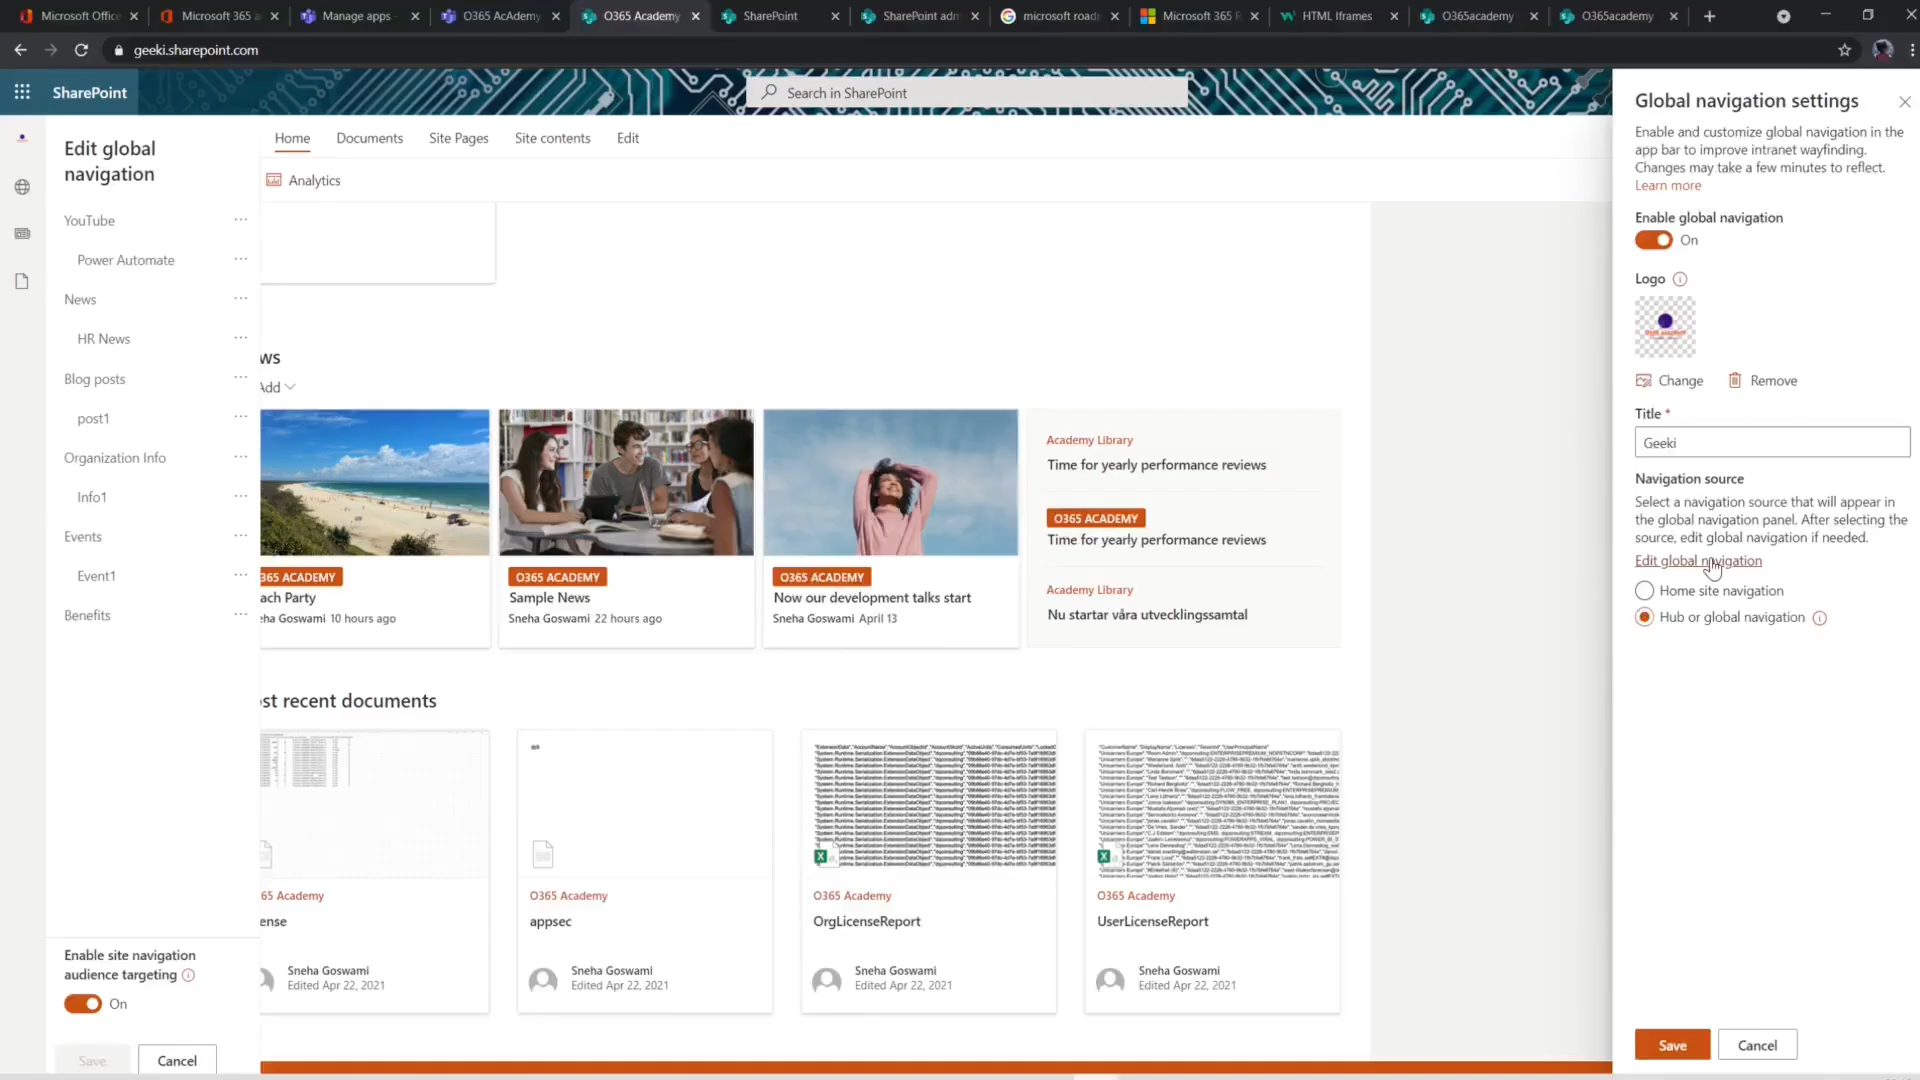 Microsoft Office
Microsoft 365 a
Manage apps -
O365 AcAdemy
O365 Academy
SharePoint
SharePoint adm
microsoft road
Microsoft 365 R
HTML Iframes
O365academy
O365academy
geeki.sharepoint.com
SharePoint
Search in SharePoint
Edit global
navigation
YouTube
Power Automate
News
HR News
Blog posts
post1
Organization Info
Info1
Events
Event1
Benefits
Enable site navigation
audience targeting
On
Save
Cancel
Home
Documents
Site Pages
Site contents
Edit
Analytics
ws
Add
365 ACADEMY
ach Party
eha Goswami 10 hours ago
O365 ACADEMY
Sample News
Sneha Goswami 22 hours ago
O365 ACADEMY
Now our development talks start
Sneha Goswami April 13
Academy Library
Time for yearly performance reviews
O365 ACADEMY
Time for yearly performance reviews
Academy Library
Nu startar våra utvecklingssamtal
st recent documents
65 Academy
ense
Sneha Goswami
Edited Apr 22, 2021
O365 Academy
appsec
Sneha Goswami
Edited Apr 22, 2021
O365 Academy
OrgLicenseReport
Sneha Goswami
Edited Apr 22, 2021
O365 Academy
UserLicenseReport
Sneha Goswami
Edited Apr 22, 2021
Global navigation settings
Enable and customize global navigation in the
app bar to improve intranet wayfinding.
Changes may take a few minutes to reflect.
Learn more
Enable global navigation
On
Logo
Change
Remove
Title *
Geeki
Navigation source
Select a navigation source that will appear in
the global navigation panel. After selecting the
source, edit global navigation if needed.
Edit global navigation
Home site navigation
Hub or global navigation
Save
Cancel